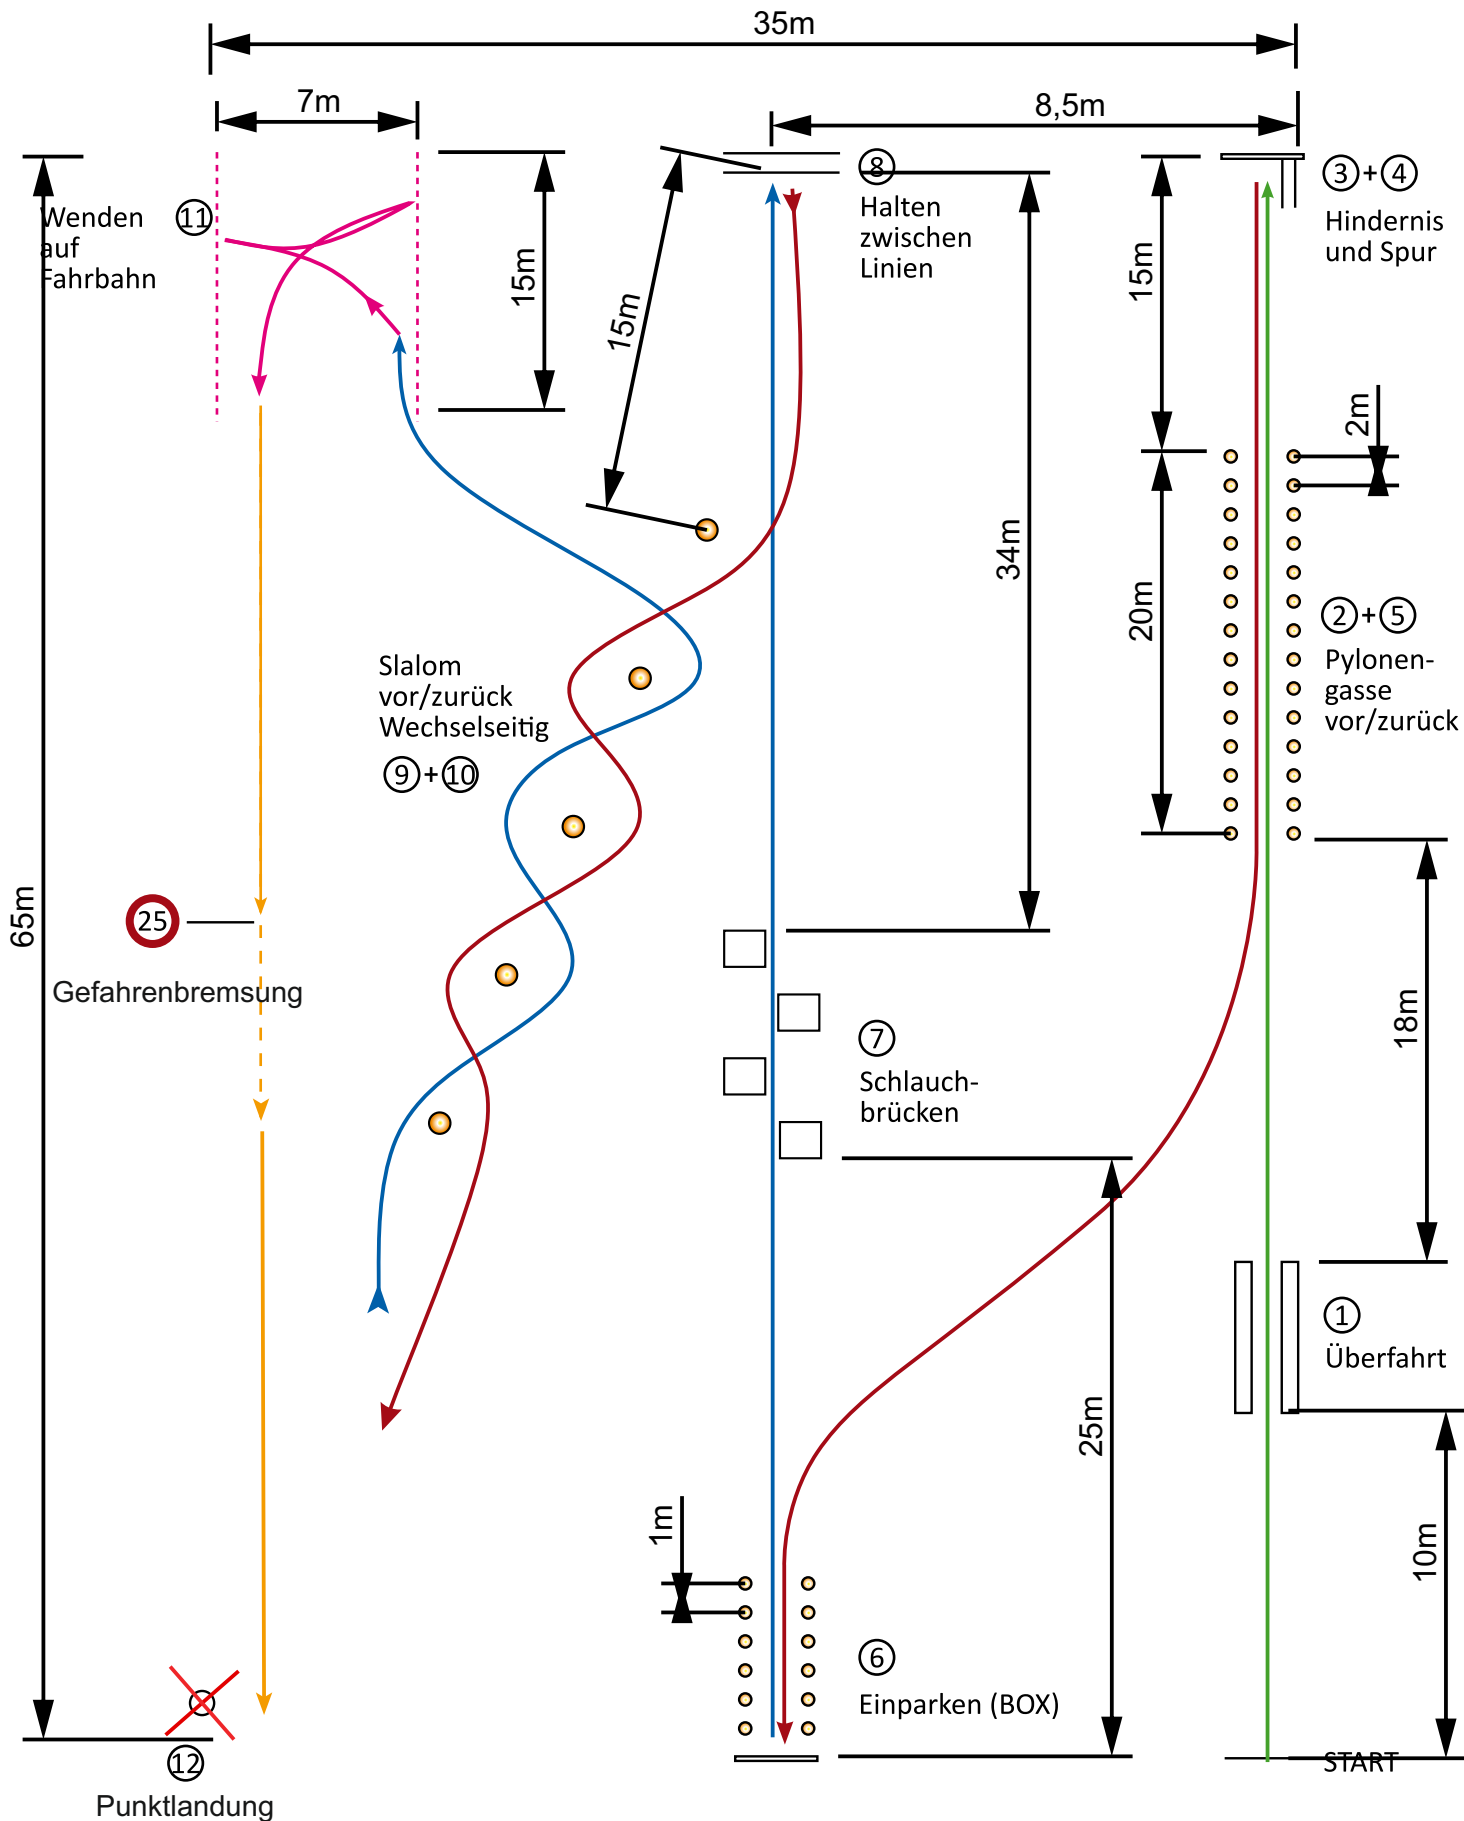 35m
7m
8,5m
11
Wenden
auf
Fahrbahn
15m
15m
8
Halten
zwischen
Linien
15m
3 + 4
Hindernis
und Spur
2m
34m
20m
2 + 5
Pylonen-
gasse
vor/zurück
Slalom
vor/zurück
Wechselseitig
9 + 10
65m
25
Gefahrenbremsung
7
Schlauch-
brücken
18m
1
Überfahrt
25m
10m
1m
6
Einparken (BOX)
START
12
Punktlandung